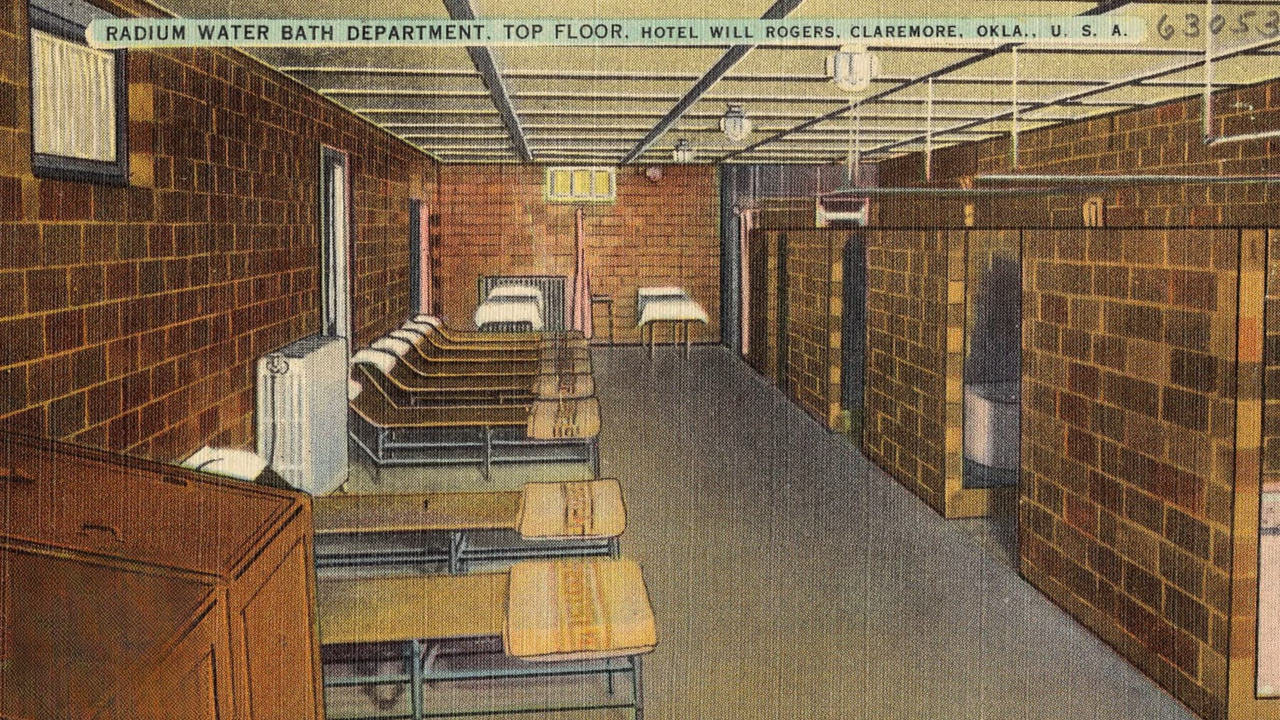 RADIUM WATER BATH DEPARTMENT, TOP FLOOR, HOTEL WILL ROGERS, CLAREMORE, OKLA., U. S. A.
63053